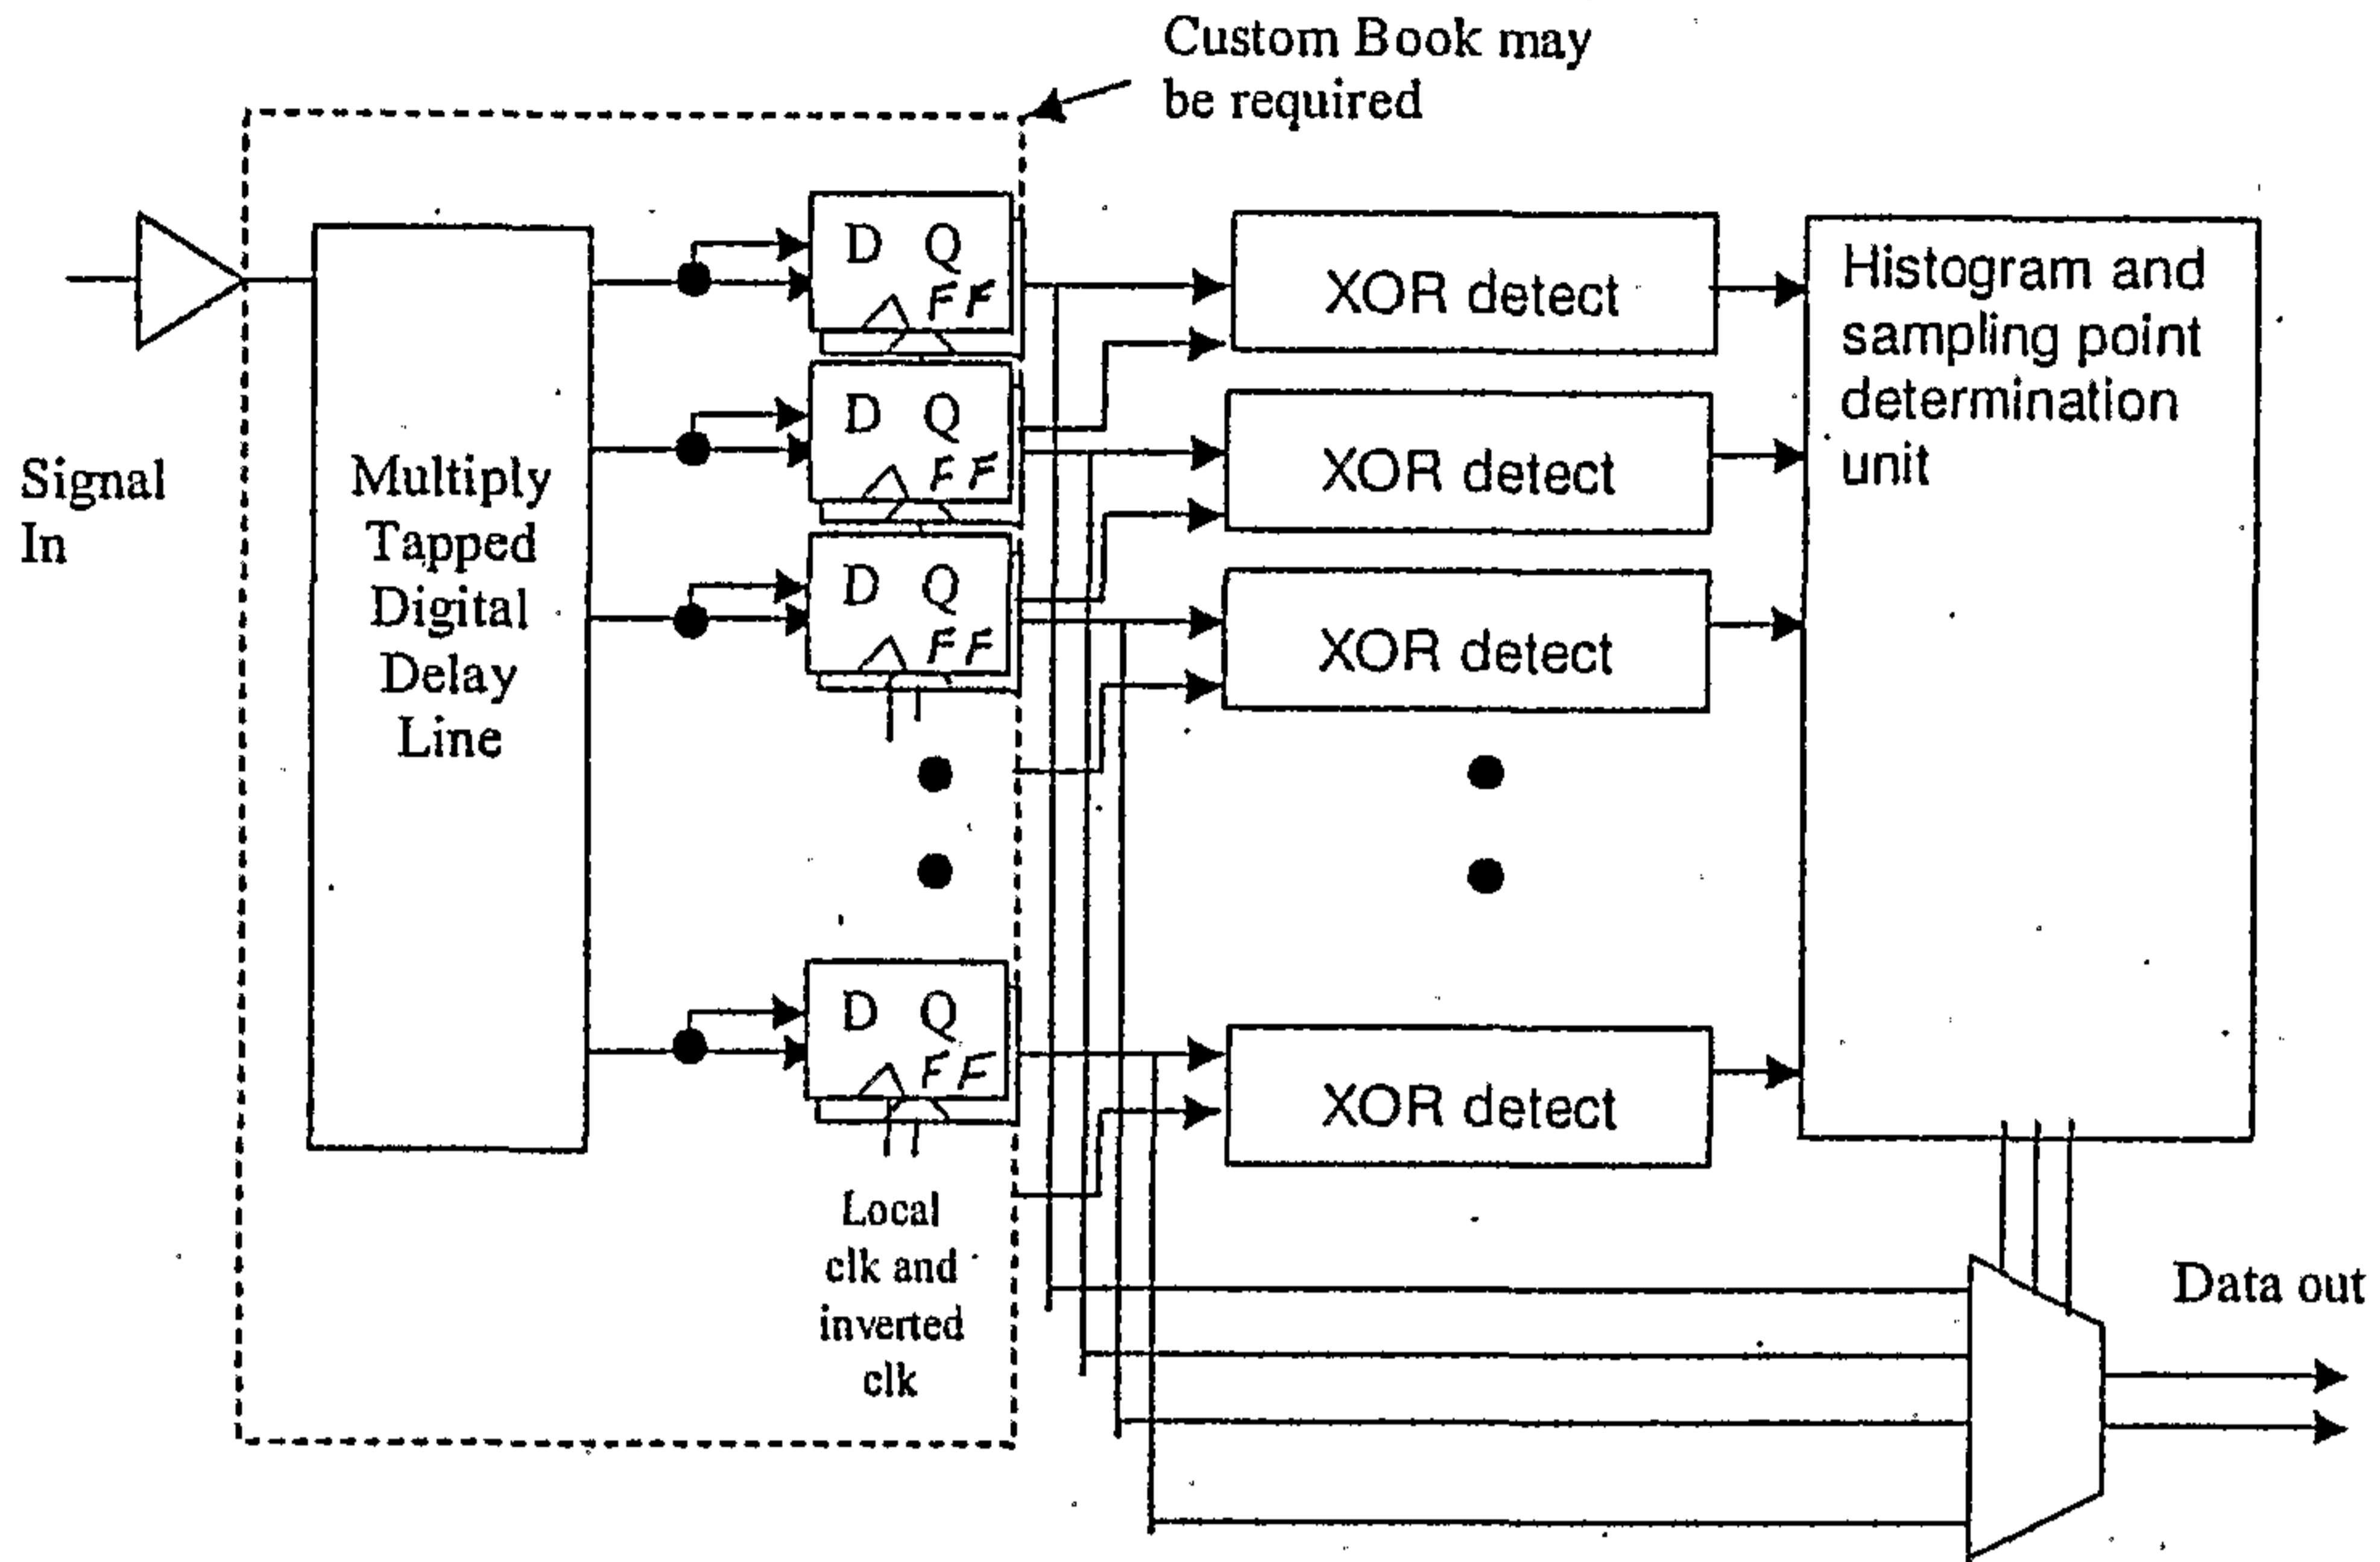 Custom Book may
be required
Signal
In
Multiply
Tapped
Digital
Delay
Line
D Q
FF
D Q
FF
D Q
FF
D Q
FF
Local
clk and
inverted
clk
XOR detect
XOR detect
XOR detect
XOR detect
Histogram and
sampling point
determination
unit
Data out